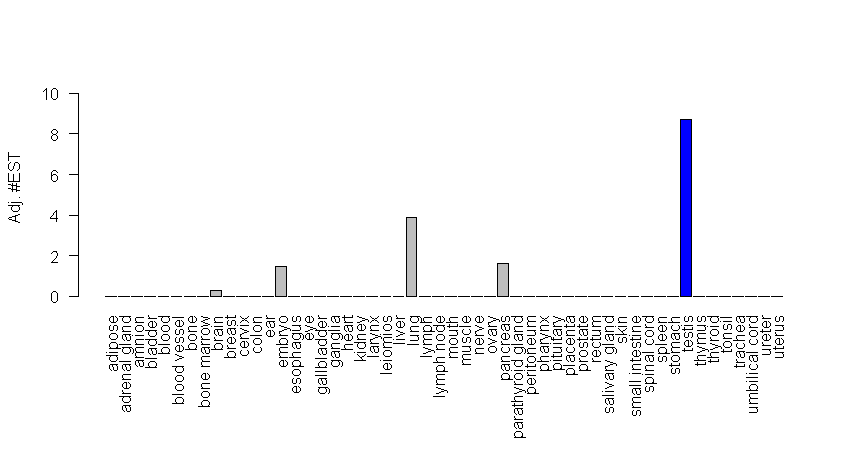 Adj. #EST
10
8
6
4
2
0
adipose
adrenal gland
amnion
bladder
blood
blood vessel
bone
bone marrow
brain
breast
cervix
colon
ear
embryo
esophagus
eye
gallbladder
ganglia
heart
kidney
larynx
leiomios
liver
lung
lymph
lymph node
mouth
muscle
nerve
ovary
pancreas
parathyroid gland
peritoneum
pharynx
pituitary
placenta
prostate
rectum
salivary gland
skin
small intestine
spinal cord
spleen
stomach
testis
thymus
thyroid
tonsil
trachea
umbilical cord
ureter
uterus